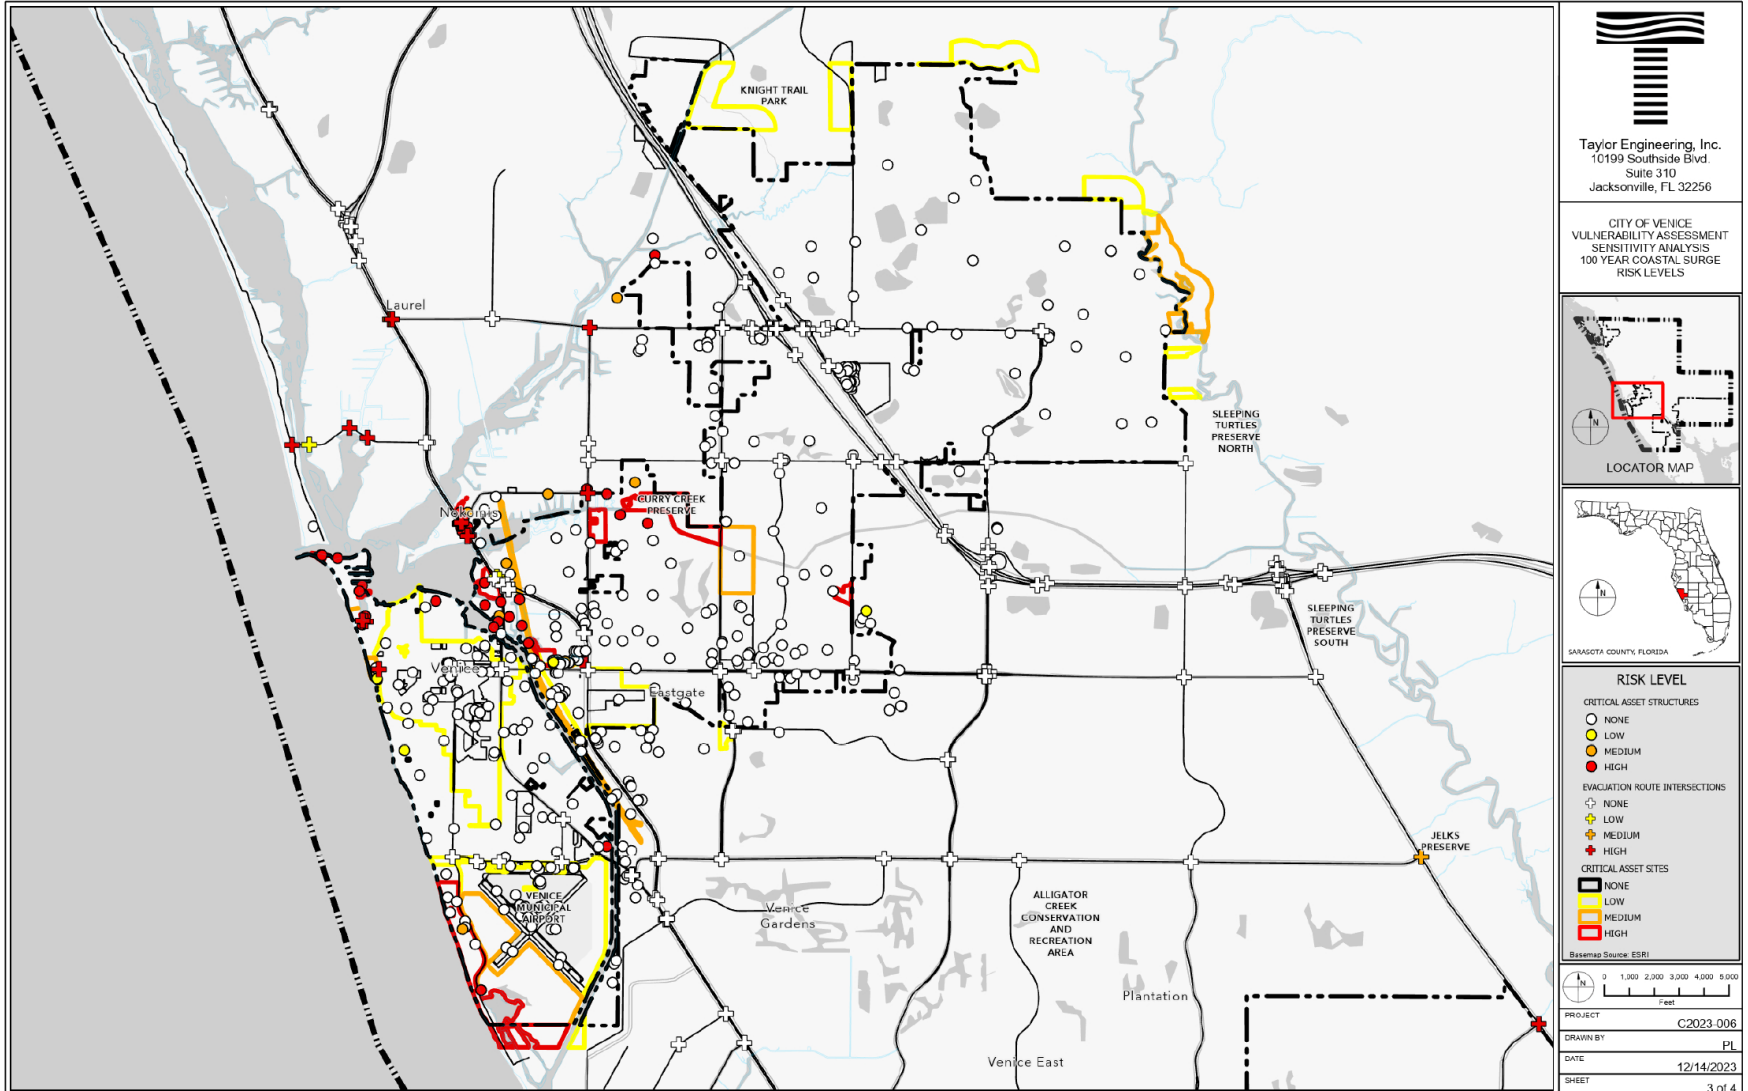 KNIGHT TRAIL
PARK
Laurel
SLEEPING
TURTLES
PRESERVE
NORTH
CURRY CREEK
PRESERVE
Nokomis
SLEEPING
TURTLES
PRESERVE
SOUTH
Venice
Eastgate
JELKS
PRESERVE
VENICE
MUNICIPAL
AIRPORT
Venice
Gardens
ALLIGATOR
CREEK
CONSERVATION
AND
RECREATION
AREA
Plantation
Venice East
Taylor Engineering, Inc.
10199 Southside Blvd.
Suite 310
Jacksonville, FL 32256
CITY OF VENICE
VULNERABILITY ASSESSMENT
SENSITIVITY ANALYSIS
100 YEAR COASTAL SURGE
RISK LEVELS
N
LOCATOR MAP
N
SARASOTA COUNTY, FLORIDA
RISK LEVEL
CRITICAL ASSET STRUCTURES
NONE
LOW
MEDIUM
HIGH
EVACUATION ROUTE INTERSECTIONS
NONE
LOW
MEDIUM
HIGH
CRITICAL ASSET SITES
NONE
LOW
MEDIUM
HIGH
Basemap Source: ESRI
N
0 1,000 2,000 3,000 4,000 5,000
Feet
PROJECT
C2023-006
DRAWN BY
PL
DATE
12/14/2023
SHEET
3 of 4